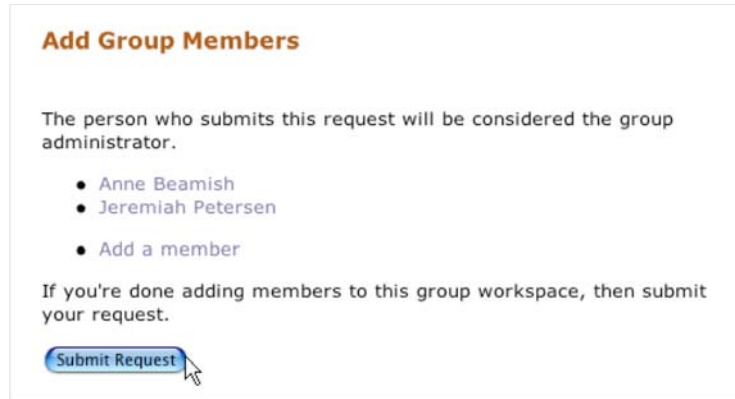 Add Group Members
The person who submits this request will be considered the group
administrator.
Anne Beamish
Jeremiah Petersen
Add a member
If you're done adding members to this group workspace, then submit
your request.
Submit Request